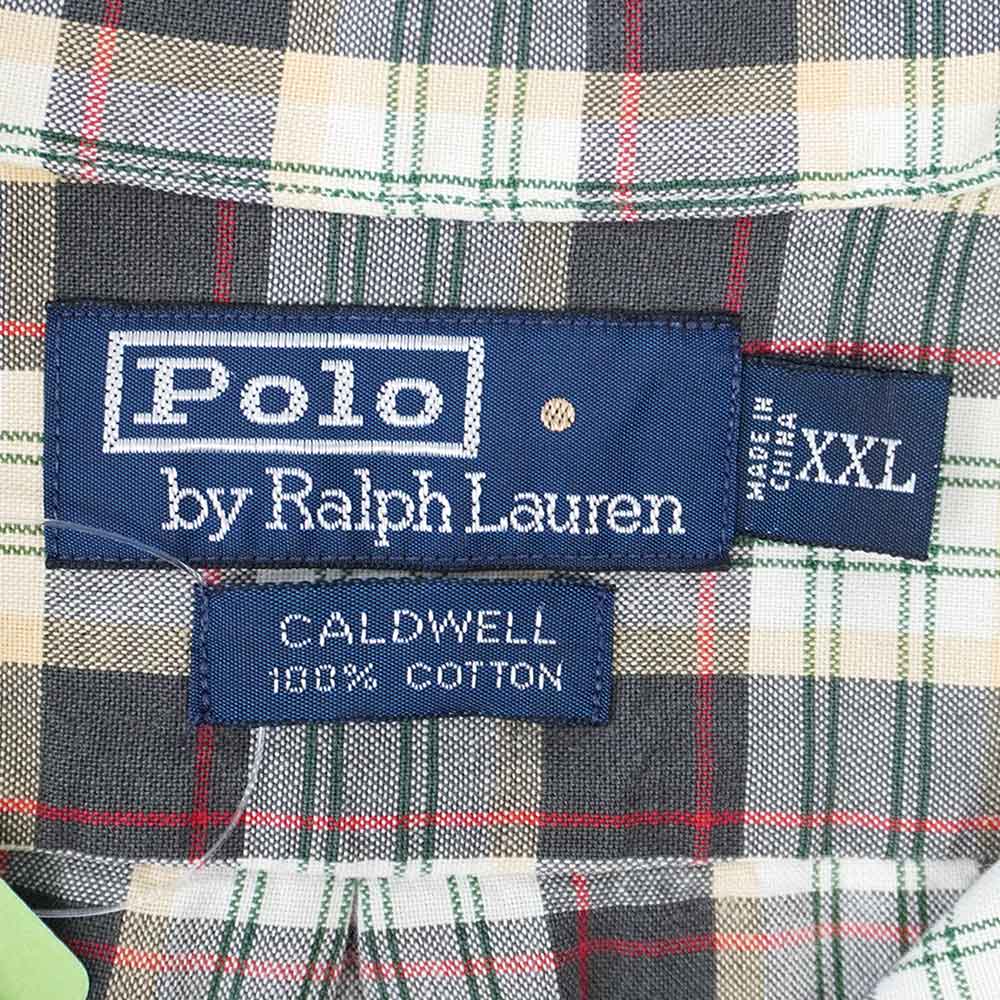 Polo
by Ralph Lauren
MADE IN
CHINA
XXL
CALDWELL
100% COTTON